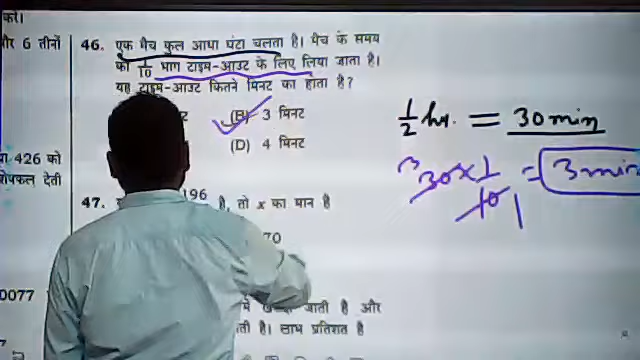 करे।
और 6 तीनों
426 को
देती
0077
46. एक मैच कुल आधा घंटा चलता है। मैच के समय
का 1/10 भाग टाइम-आउट के लिए लिया जाता है।
यह टाइम-आउट कितने मिनट का होता है?
(B) 3 मिनट
(D) 4 मिनट
47.
196
है, तो x का मान है
70
जाती है और
है। लाभ प्रतिशत है
1/2 hr. = 30 min
3
30 x 1 = 3 min
10 1